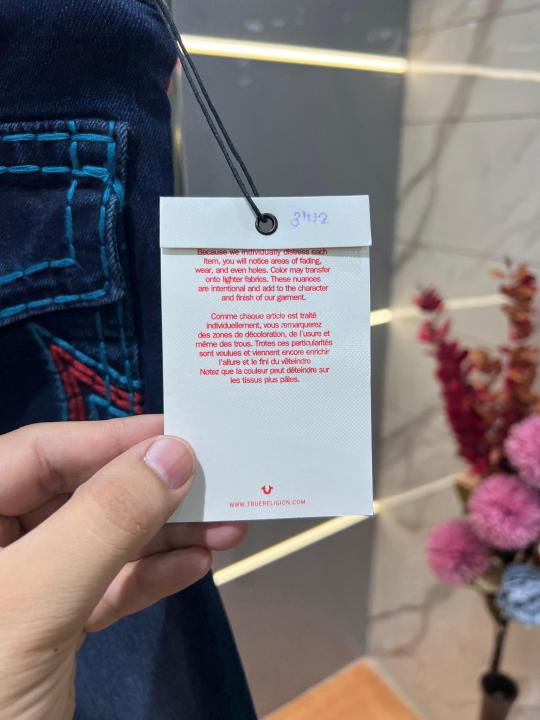 Because we individually distress each
item, you will notice areas of fading,
wear, and even holes. Color may transfer
onto lighter fabrics. These nuances
are intentional and add to the character
and finish of our garment.
Comme chaque article est traité
individuellement, vous remarquerez
des zones de décoloration, de l'usure et
même des trous. Trotes ces particularités
sont voulues et viennent encore enrichir
l'allure et le fini du vêteindre
Notez que la couleur peut déteindre sur
les tissus plus pâles.
WWW.TRUERELIGION.COM